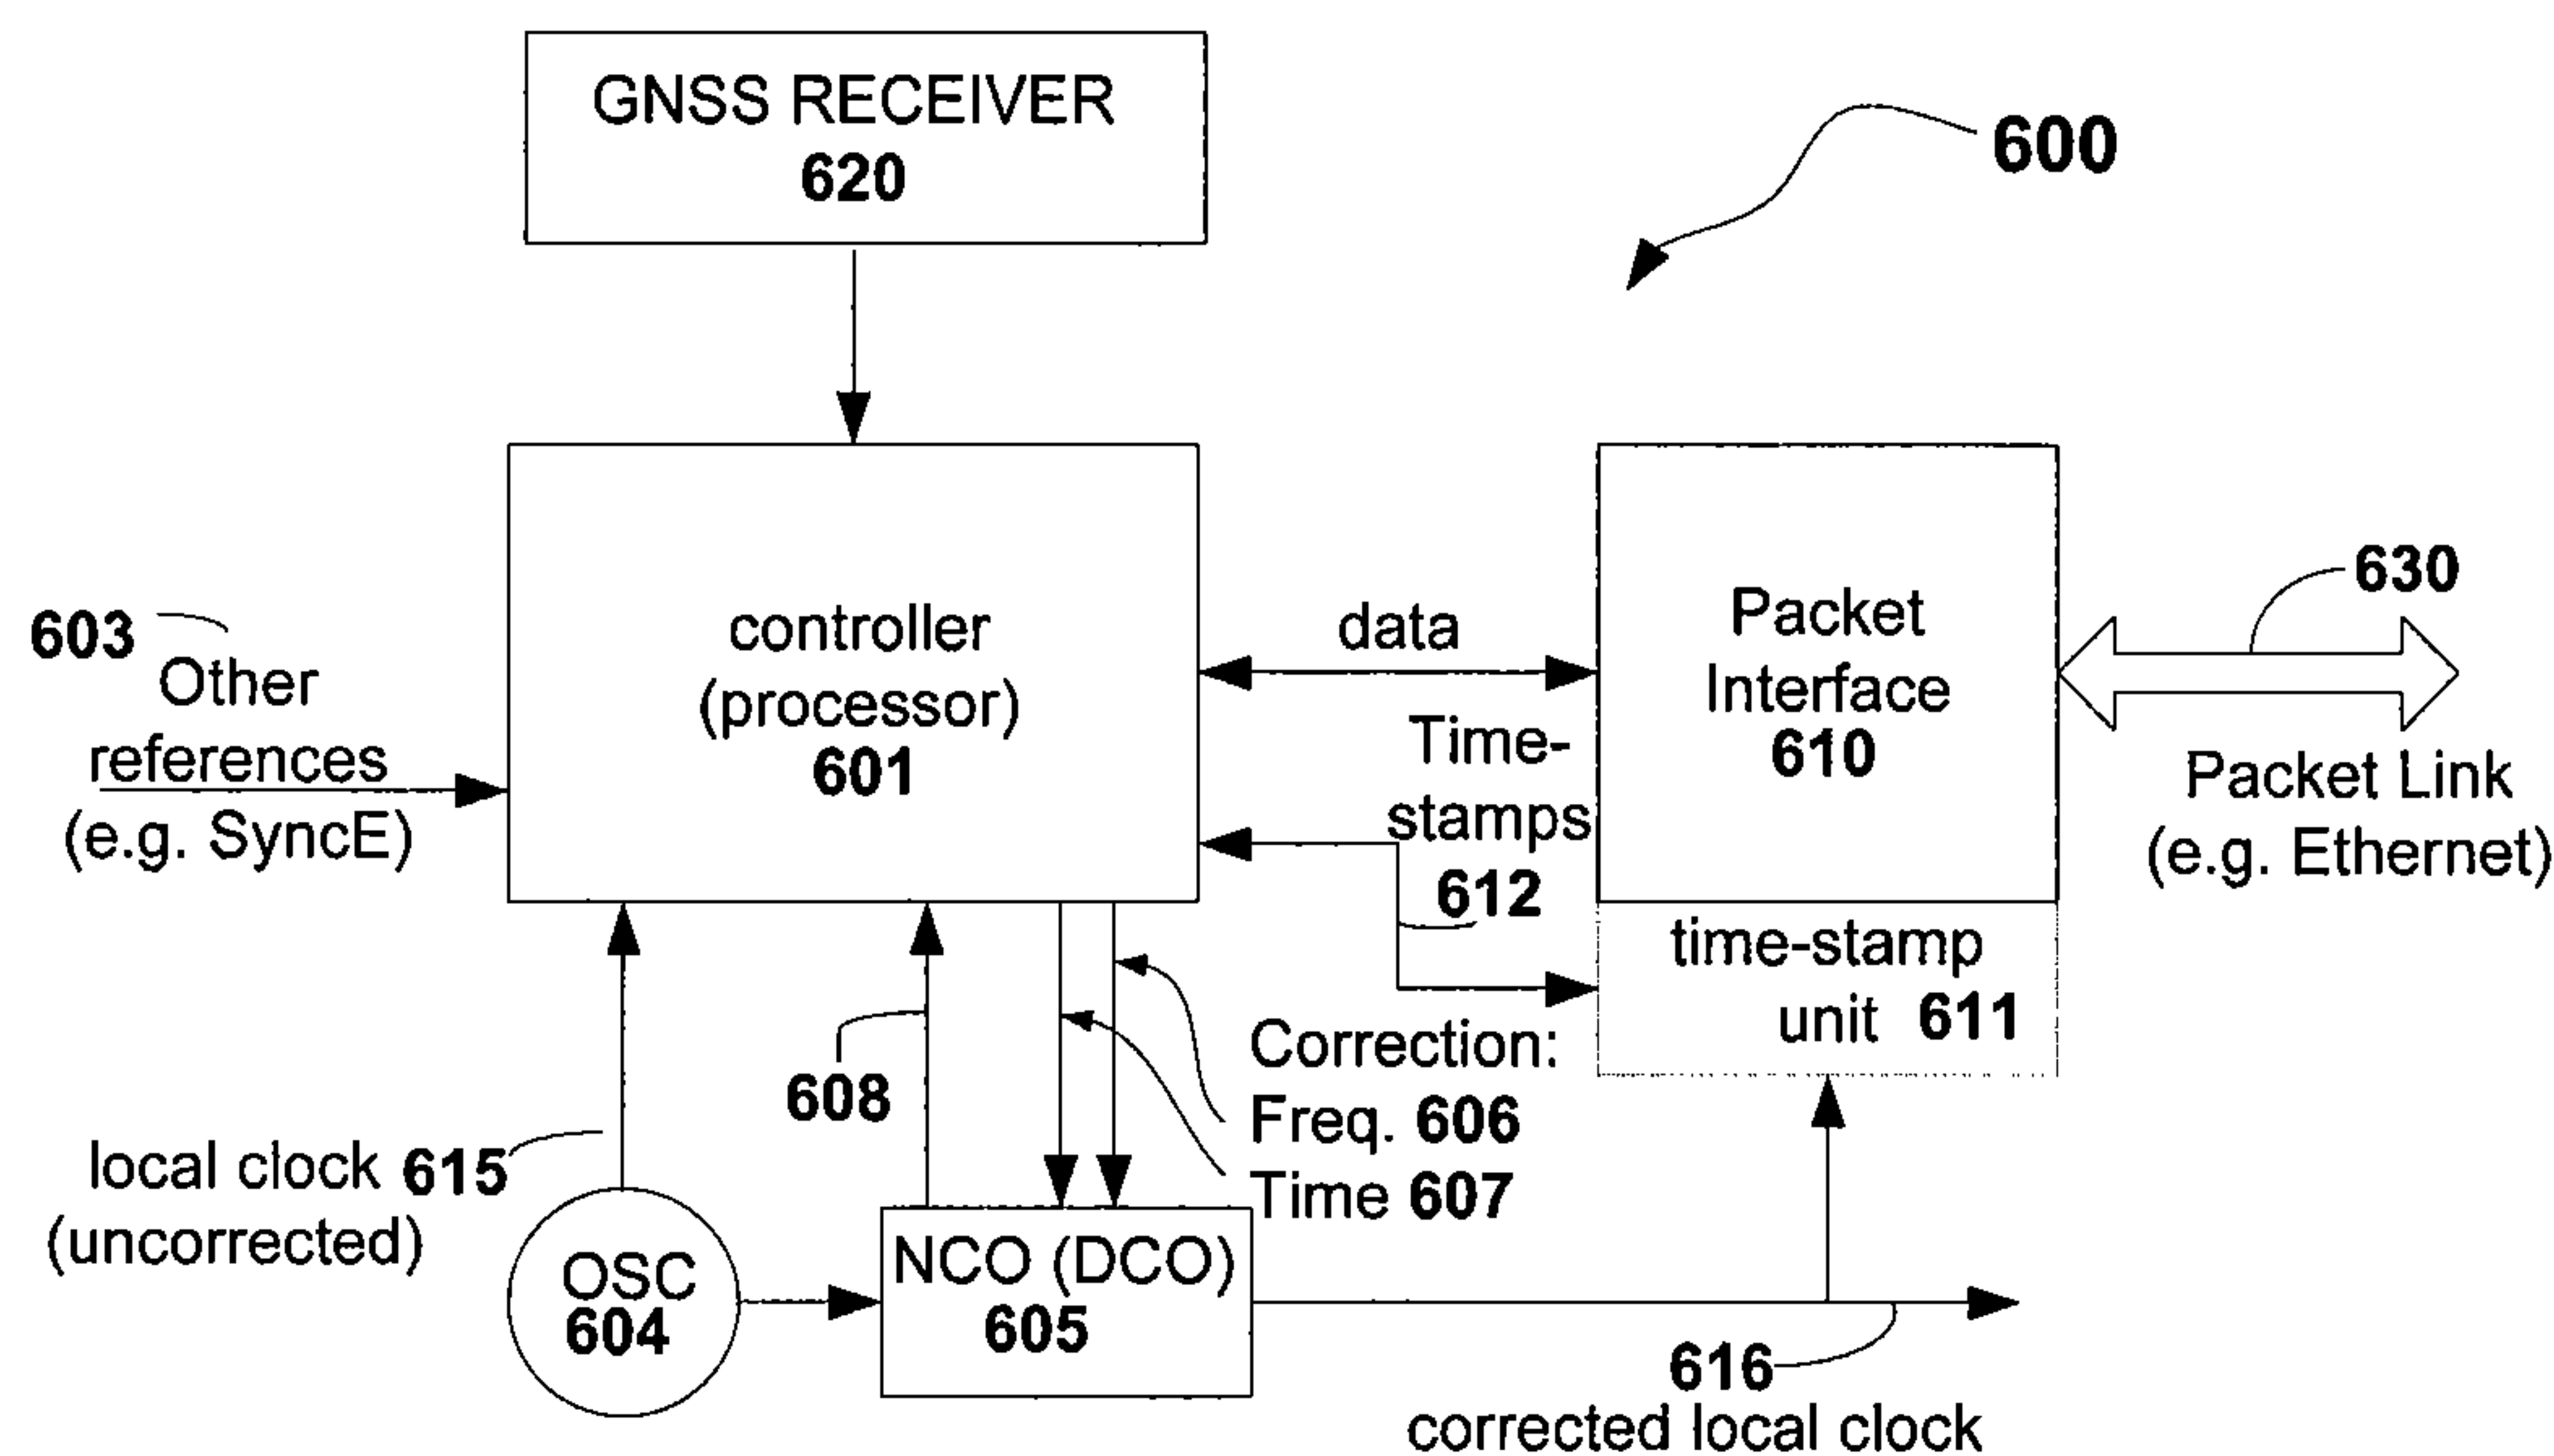 GNSS RECEIVER
620
600
603
Other
references
(e.g. SyncE)
controller
(processor)
601
data
Time-
stamps
612
Packet
Interface
610
630
Packet Link
(e.g. Ethernet)
time-stamp
unit 611
608
Correction:
Freq. 606
Time 607
local clock 615
(uncorrected)
OSC
604
NCO (DCO)
605
616
corrected local clock